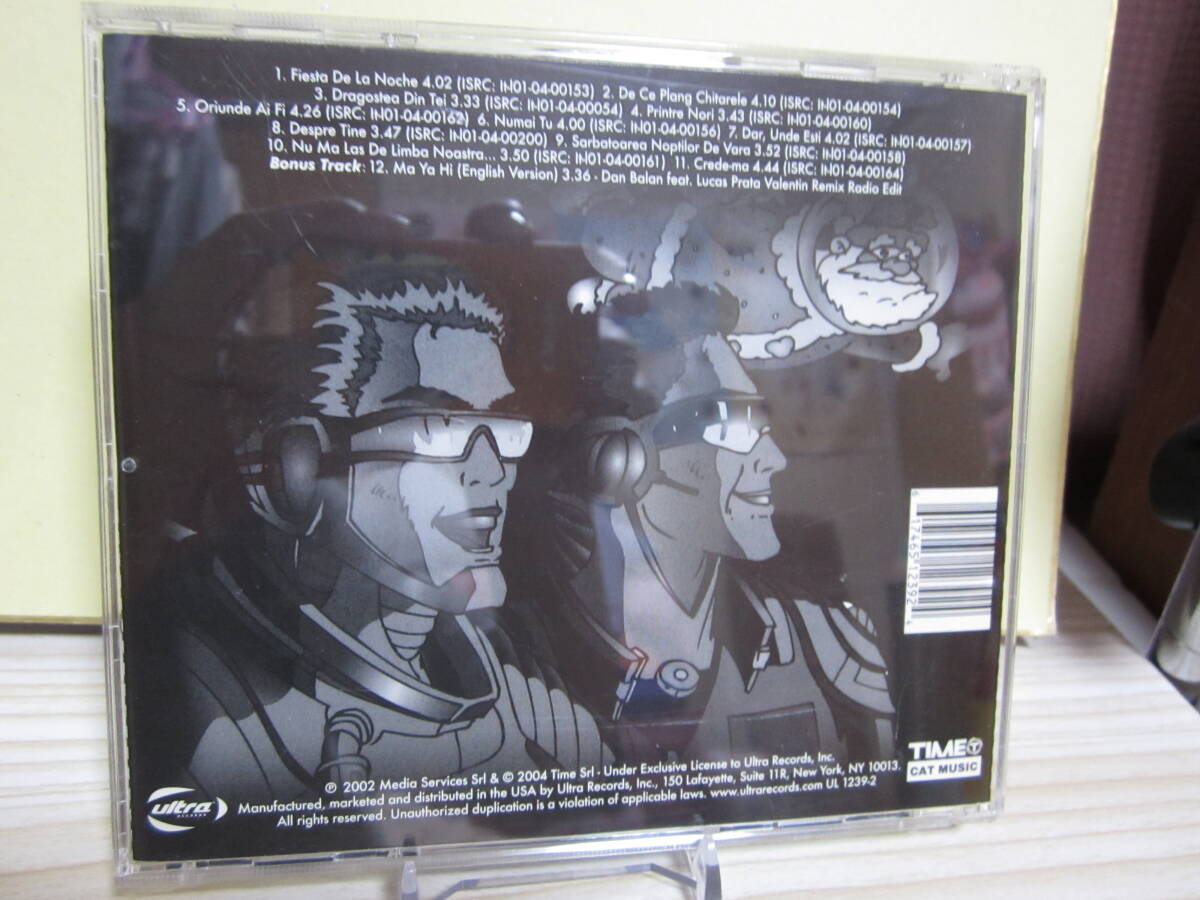 1. Fiesta De La Noche 4.02 (ISRC: IN01-04-00153) 2. De Ce Plang Chitarele 4.10 (ISRC: IN01-04-00154)
3. Dragostea Din Tei 3.33 (ISRC: IN01-04-00054) 4. Printre Nori 3.43 (ISRC: IN01-04-00160)
5. Oriunde Ai Fi 4.26 (ISRC: IN01-04-00162) 6. Numai Tu 4.00 (ISRC: IN01-04-00156) 7. Dar, Unde Esti 4.02 (ISRC: IN01-04-00157)
8. Despre Tine 3.47 (ISRC: IN01-04-00200) 9. Sarbatoarea Noptilor De Vara 3.52 (ISRC: IN01-04-00158)
10. Nu Ma Las De Limba Noastra... 3.50 (ISRC: IN01-04-00161) 11. Crede-ma 4.44 (ISRC: IN01-04-00164)
Bonus Track: 12. Ma Ya Hi (English Version) 3.36 - Dan Balan feat. Lucas Prata Valentin Remix Radio Edit
6 17465 12392 4
TIME T
CAT MUSIC
℗ 2002 Media Services Srl & © 2004 Time Srl - Under Exclusive License to Ultra Records, Inc.
Manufactured, marketed and distributed in the USA by Ultra Records, Inc., 150 Lafayette, Suite 11R, New York, NY 10013.
All rights reserved. Unauthorized duplication is a violation of applicable laws. www.ultrarecords.com UL 1239-2
ultra
RECORDS